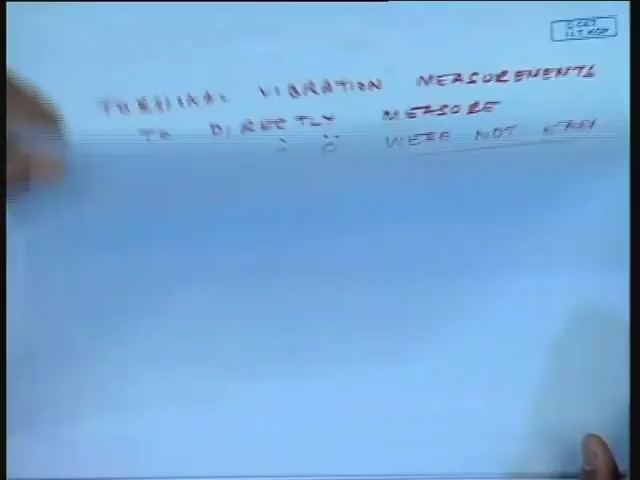 TORSIONAL VIBRATION MEASUREMENTS
TO DIRECTLY MEASURE
WERE NOT EASY